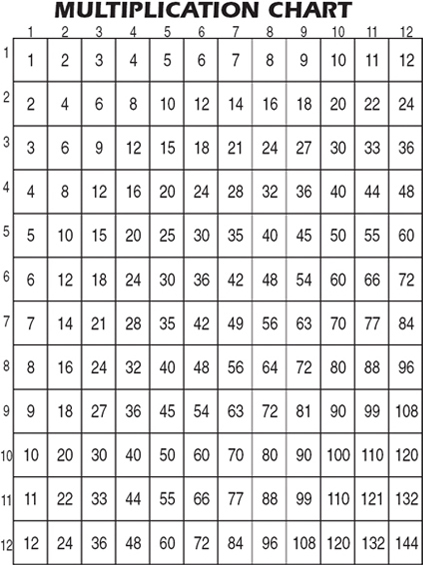 MULTIPLICATION CHART
1 2 3 4 5 6 7 8 9 10 11 12
1 1 2 3 4 5 6 7 8 9 10 11 12
2 2 4 6 8 10 12 14 16 18 20 22 24
3 3 6 9 12 15 18 21 24 27 30 33 36
4 4 8 12 16 20 24 28 32 36 40 44 48
5 5 10 15 20 25 30 35 40 45 50 55 60
6 6 12 18 24 30 36 42 48 54 60 66 72
7 7 14 21 28 35 42 49 56 63 70 77 84
8 8 16 24 32 40 48 56 64 72 80 88 96
9 9 18 27 36 45 54 63 72 81 90 99 108
10 10 20 30 40 50 60 70 80 90 100 110 120
11 11 22 33 44 55 66 77 88 99 110 121 132
12 12 24 36 48 60 72 84 96 108 120 132 144